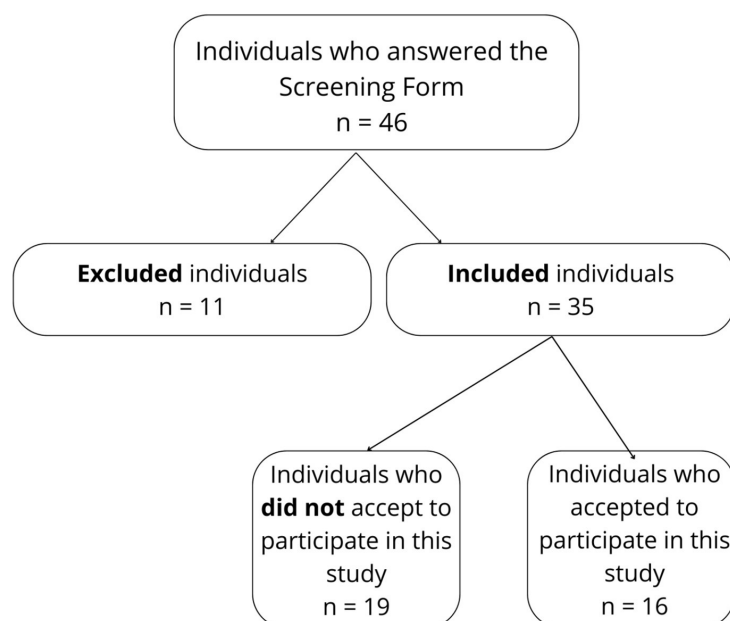 Individuals who answered the
Screening Form
n = 46
Excluded individuals
n = 11
Included individuals
n = 35
Individuals who
did not accept to
participate in this
study
n = 19
Individuals who
accepted to
participate in this
study
n = 16